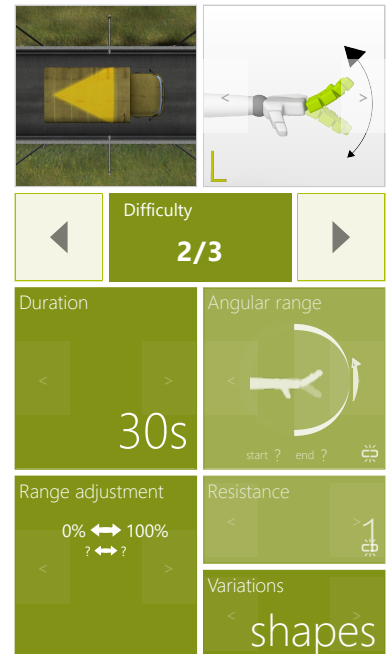 L
Difficulty
2/3
Duration
Angular range
30s
start ? end ?
Range adjustment
0% 100%
? ?
Resistance
1
Variations
shapes